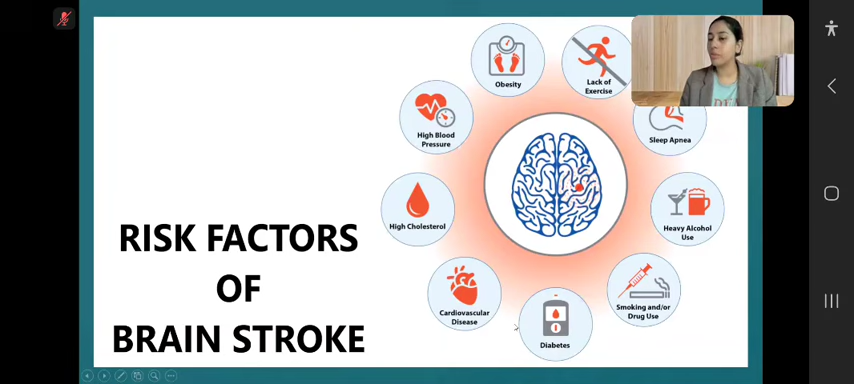 RISK FACTORS
OF
BRAIN STROKE
Obesity
Lack of
Exercise
Sleep Apnea
Heavy Alcohol
Use
Smoking and/or
Drug Use
Diabetes
Cardiovascular
Disease
High Cholesterol
High Blood
Pressure